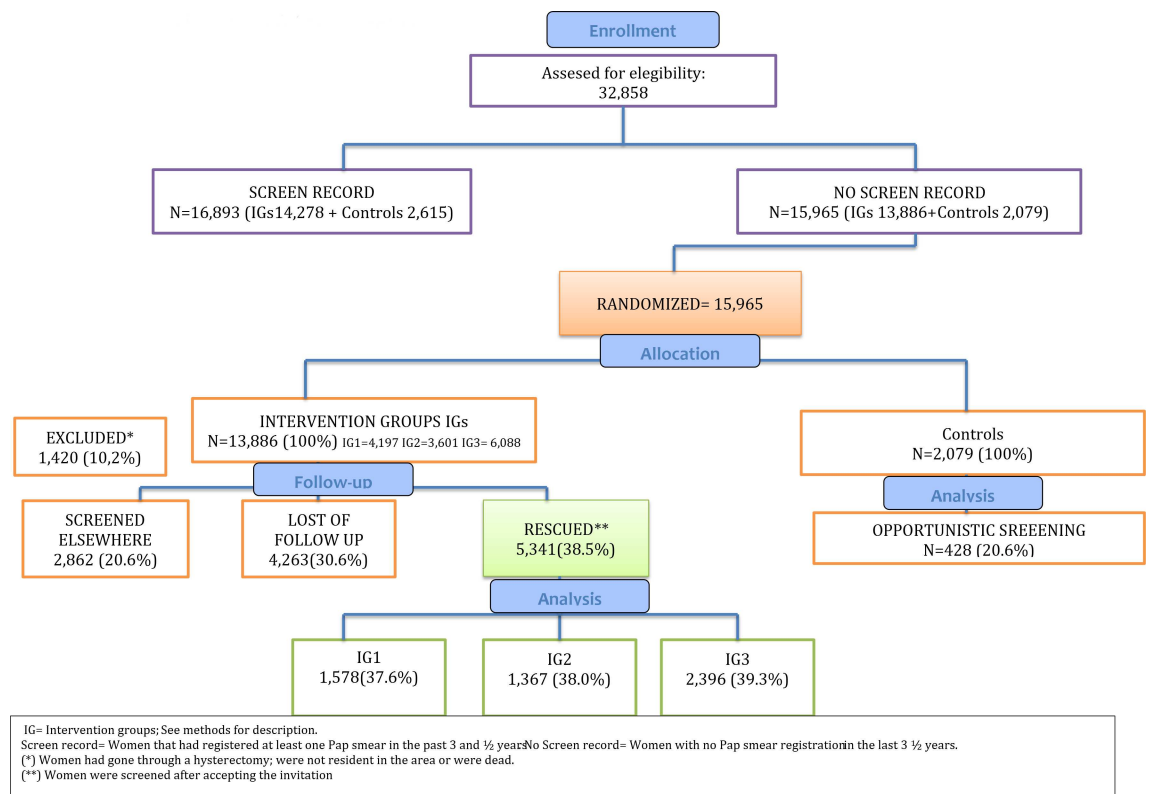 Enrollment
Assesed for elegibility:
32,858
SCREEN RECORD
N=16,893 (IGs14,278 + Controls 2,615)
NO SCREEN RECORD
N=15,965 (IGs 13,886+Controls 2,079)
RANDOMIZED= 15,965
Allocation
EXCLUDED*
1,420 (10,2%)
INTERVENTION GROUPS IGs
N=13,886 (100%) IG1=4,197 IG2=3,601 IG3= 6,088
Controls
N=2,079 (100%)
Follow-up
Analysis
SCREENED
ELSEWHERE
2,862 (20.6%)
LOST OF
FOLLOW UP
4,263(30.6%)
RESCUED**
5,341(38.5%)
OPPORTUNISTIC SREENING
N=428 (20.6%)
Analysis
IG1
1,578(37.6%)
IG2
1,367 (38.0%)
IG3
2,396 (39.3%)
IG= Intervention groups; See methods for description.
Screen record= Women that had registered at least one Pap smear in the past 3 and ½ years. No Screen record= Women with no Pap smear registration in the last 3 ½ years.
(*) Women had gone through a hysterectomy; were not resident in the area or were dead.
(**) Women were screened after accepting the invitation